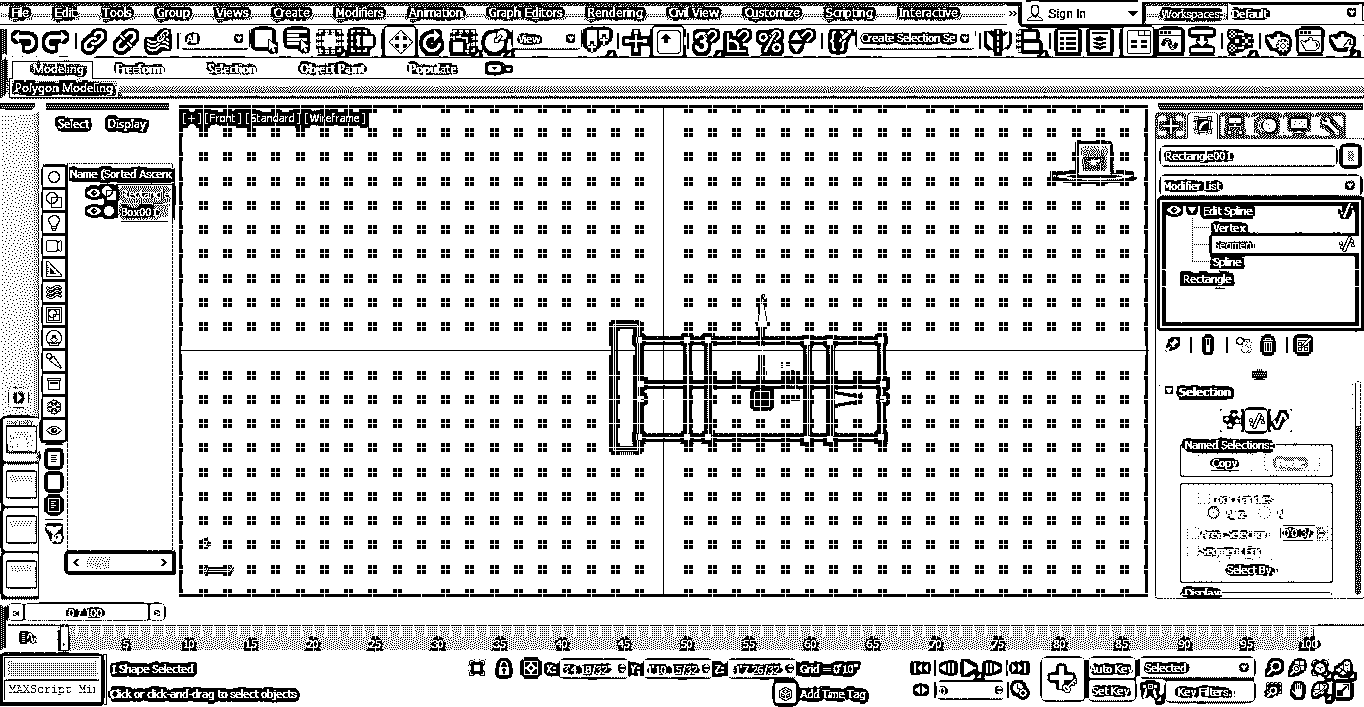 File Edit Tools Group Views Create Modifiers Animation Graph Editors Rendering Civil View Customize Scripting Interactive Sign In Workspaces: Default
All View Create Selection Se
Modeling Freeform Selection Object Paint Populate
Polygon Modeling
Select Display
[+] [Front] [Standard] [Wireframe]
Name (Sorted Ascend
Box001
Rectangle001
Modifier List
Edit Spline
Vertex
Segment
Spline
Rectangle
Selection
Named Selections:
Copy
Select By
Display
0 / 100
5 10 15 20 25 30 35 40 45 50 55 60 65 70 75 80 85 90 95 100
1 Shape Selected
X: Y: Z: Grid = 0'10"
Auto Key Selected
MAXScript Mi
Click or click-and-drag to select objects
Add Time Tag
Set Key Key Filters...